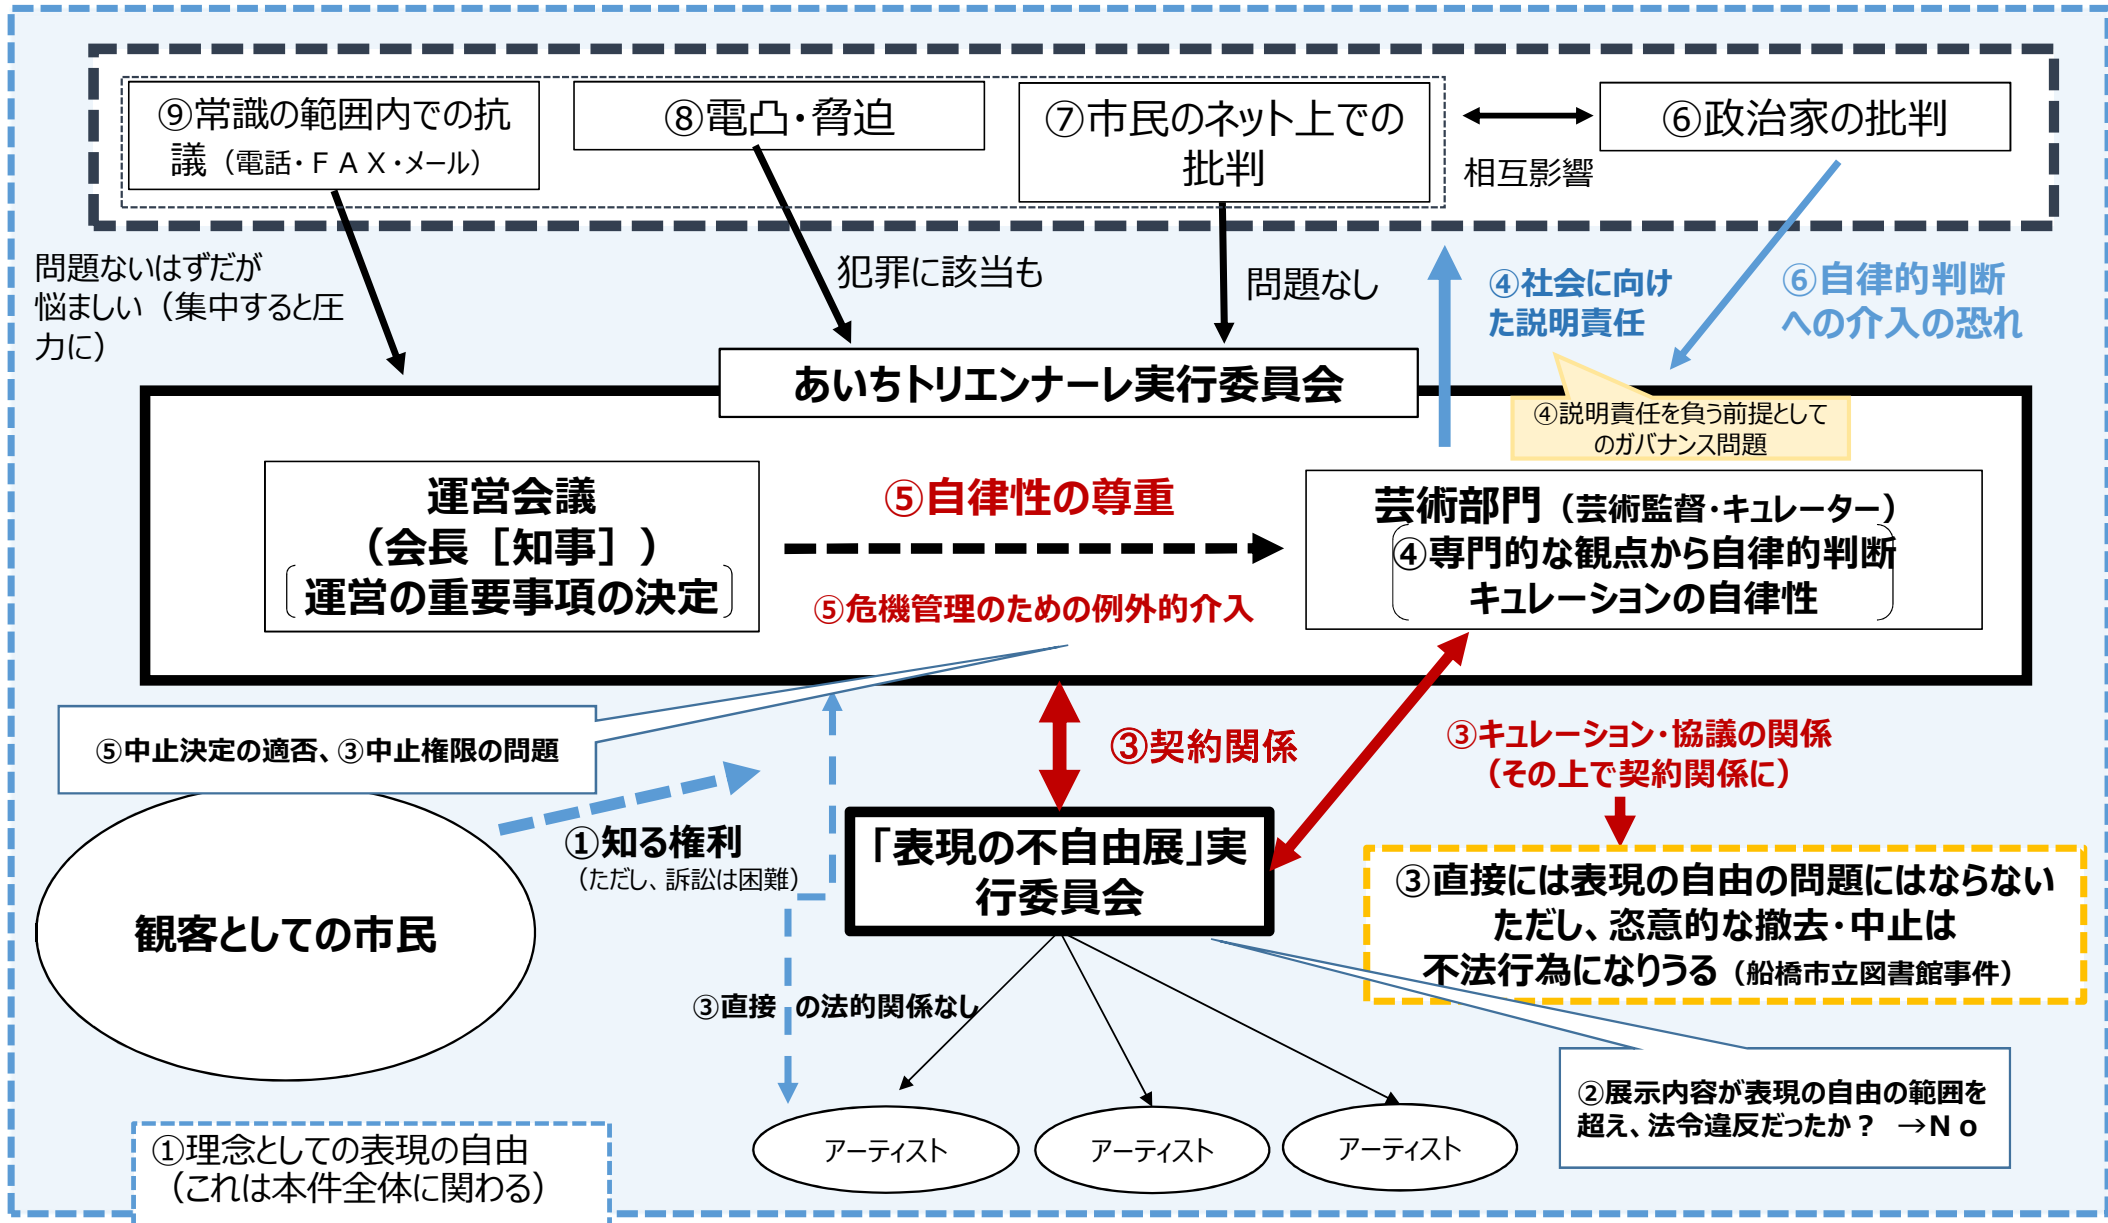 ⑨常識の範囲内での抗
議（電話・ＦＡＸ・メール）
⑧電凸・脅迫
⑦市民のネット上での
批判
⑥政治家の批判
相互影響
問題ないはずだが
悩ましい（集中すると圧
力に）
犯罪に該当も
問題なし
④社会に向け
た説明責任
⑥自律的判断
への介入の恐れ
あいちトリエンナーレ実行委員会
④説明責任を負う前提として
のガバナンス問題
運営会議
（会長［知事］）
運営の重要事項の決定
⑤自律性の尊重
⑤危機管理のための例外的介入
芸術部門（芸術監督・キュレーター）
④専門的な観点から自律的判断
キュレーションの自律性
⑤中止決定の適否、③中止権限の問題
③契約関係
③キュレーション・協議の関係
（その上で契約関係に）
①知る権利
（ただし、訴訟は困難）
「表現の不自由展」実
行委員会
観客としての市民
③直接には表現の自由の問題にはならない
ただし、恣意的な撤去・中止は
不法行為になりうる（船橋市立図書館事件）
③直接　の法的関係なし
②展示内容が表現の自由の範囲を
超え、法令違反だったか？　→Ｎｏ
アーティスト
アーティスト
アーティスト
①理念としての表現の自由
（これは本件全体に関わる）